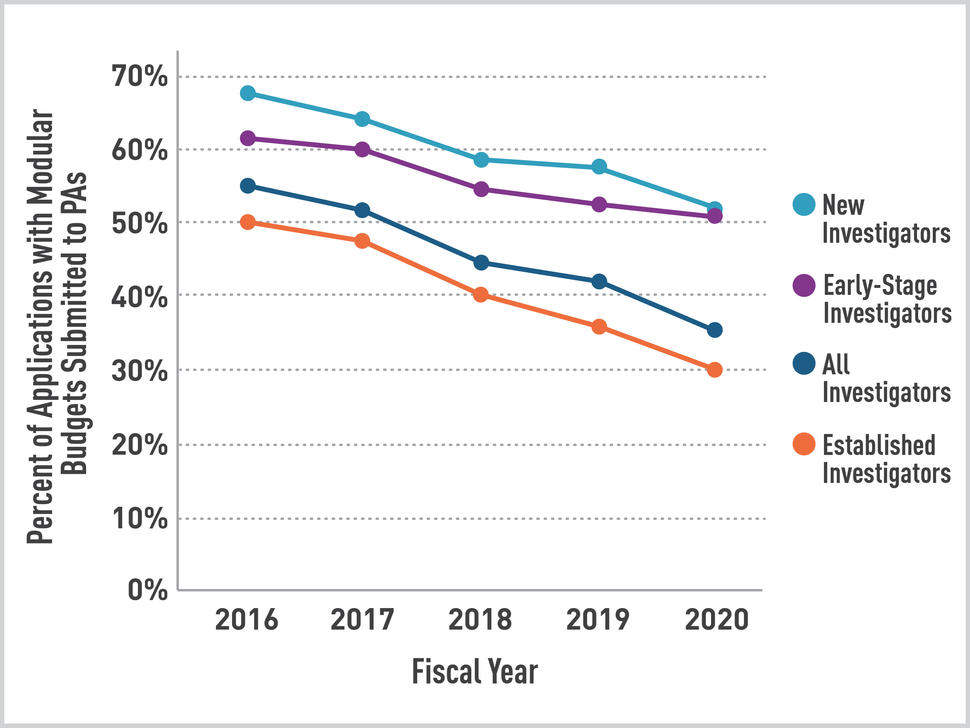 Percent of Applications with Modular
Budgets Submitted to PAs
70%
60%
50%
40%
30%
20%
10%
0%
2016 2017 2018 2019 2020
Fiscal Year
New
Investigators
Early-Stage
Investigators
All
Investigators
Established
Investigators